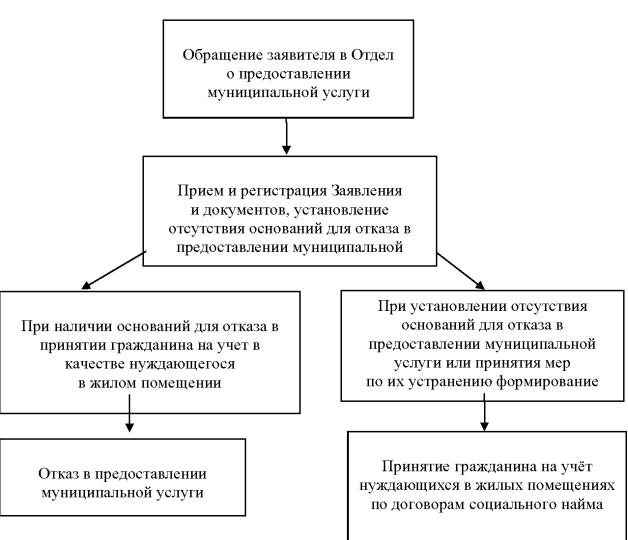 Обращение заявителя в Отдел
о предоставлении
муниципальной услуги
Прием и регистрация Заявления
и документов, установление
отсутствия оснований для отказа в
предоставлении муниципальной
При наличии оснований для отказа в
принятии гражданина на учет в
качестве нуждающегося
в жилом помещении
При установлении отсутствия
оснований для отказа в
предоставлении муниципальной
услуги или принятия мер
по их устранению формирование
Отказ в предоставлении
муниципальной услуги
Принятие гражданина на учёт
нуждающихся в жилых помещениях
по договорам социального найма